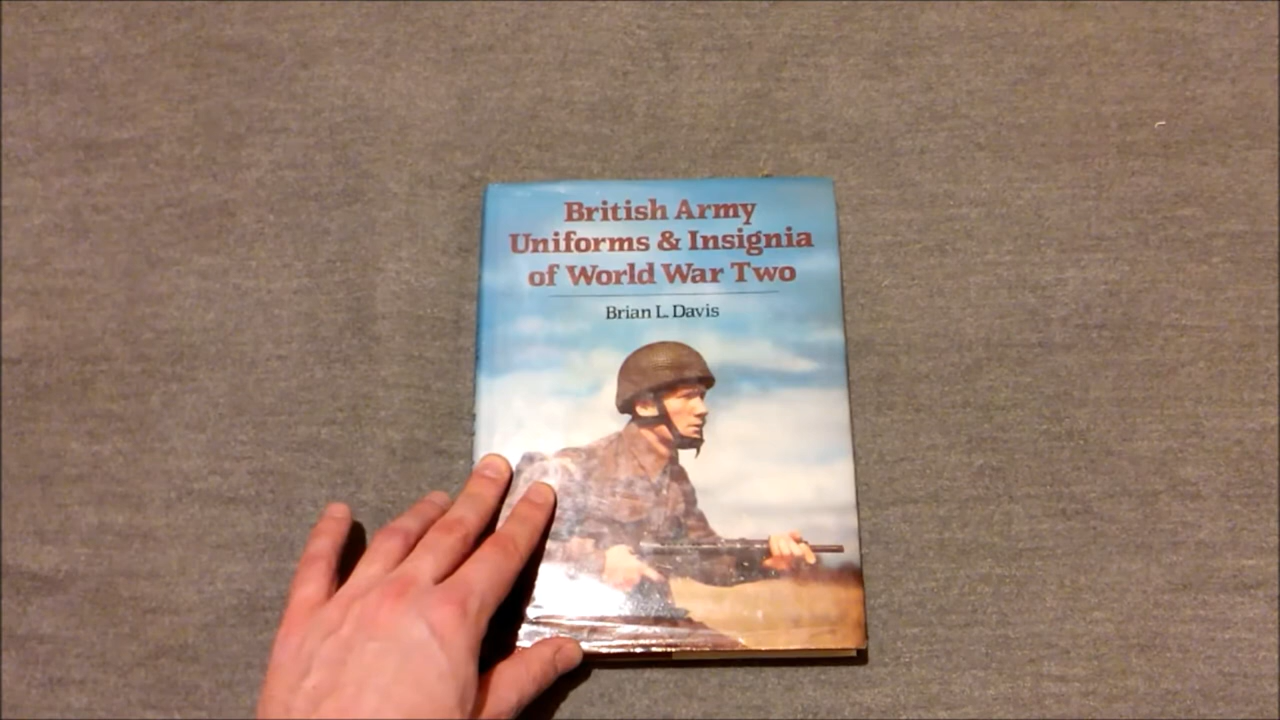 British Army
Uniforms & Insignia
of World War Two
Brian L. Davis